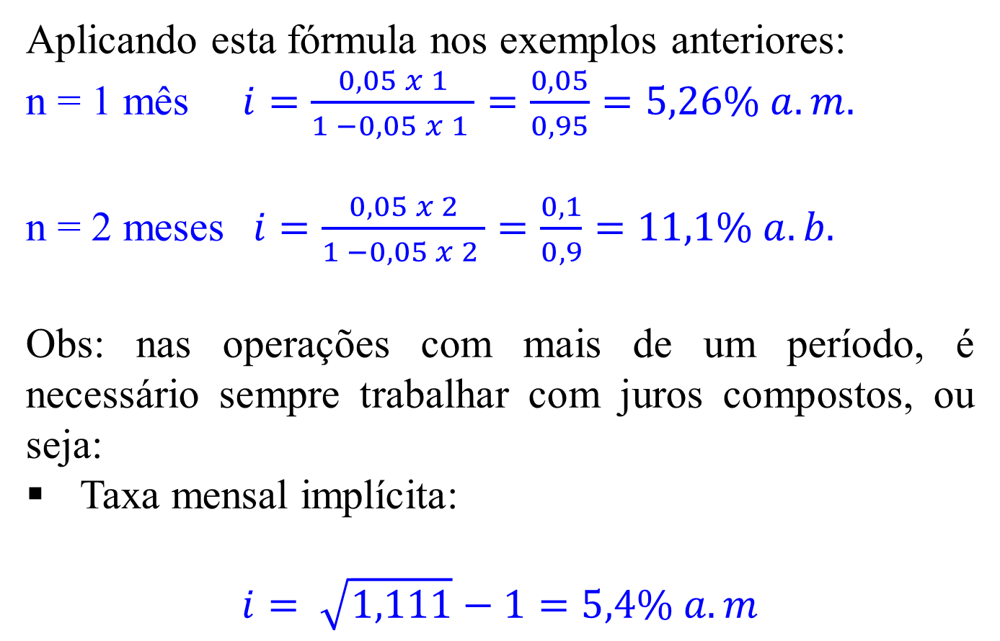 Aplicando esta fórmula nos exemplos anteriores:
n = 1 mês i = \frac{0,05 x 1}{1 −0,05 x 1} = \frac{0,05}{0,95} = 5,26% a.m.
n = 2 meses i = \frac{0,05 x 2}{1 −0,05 x 2} = \frac{0,1}{0,9} = 11,1% a.b.
Obs: nas operações com mais de um período, é
necessário sempre trabalhar com juros compostos, ou
seja:
▪ Taxa mensal implícita:
i = √1,111 − 1 = 5,4% a.m